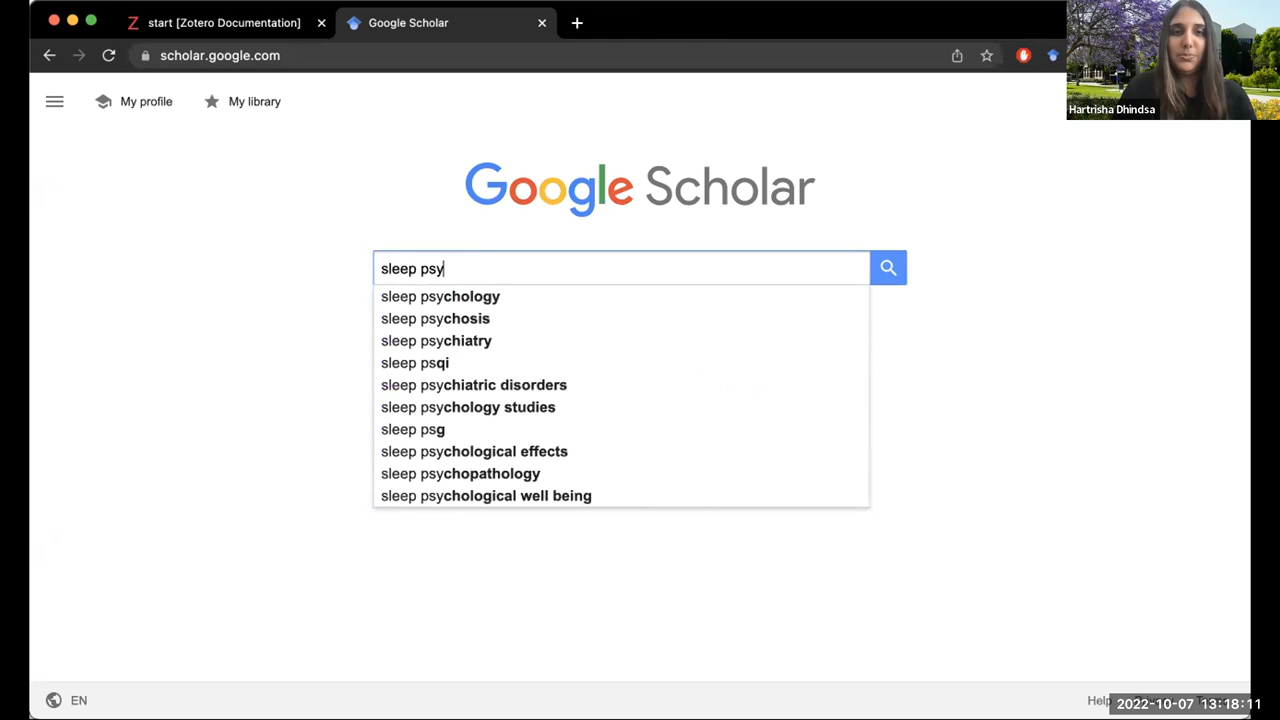 start [Zotero Documentation]
Google Scholar
scholar.google.com
Hartrisha Dhindsa
My profile
My library
Google Scholar
sleep psy
sleep psychology
sleep psychosis
sleep psychiatry
sleep psqi
sleep psychiatric disorders
sleep psychology studies
sleep psg
sleep psychological effects
sleep psychopathology
sleep psychological well being
EN
Help
2022-10-07 13:18:11